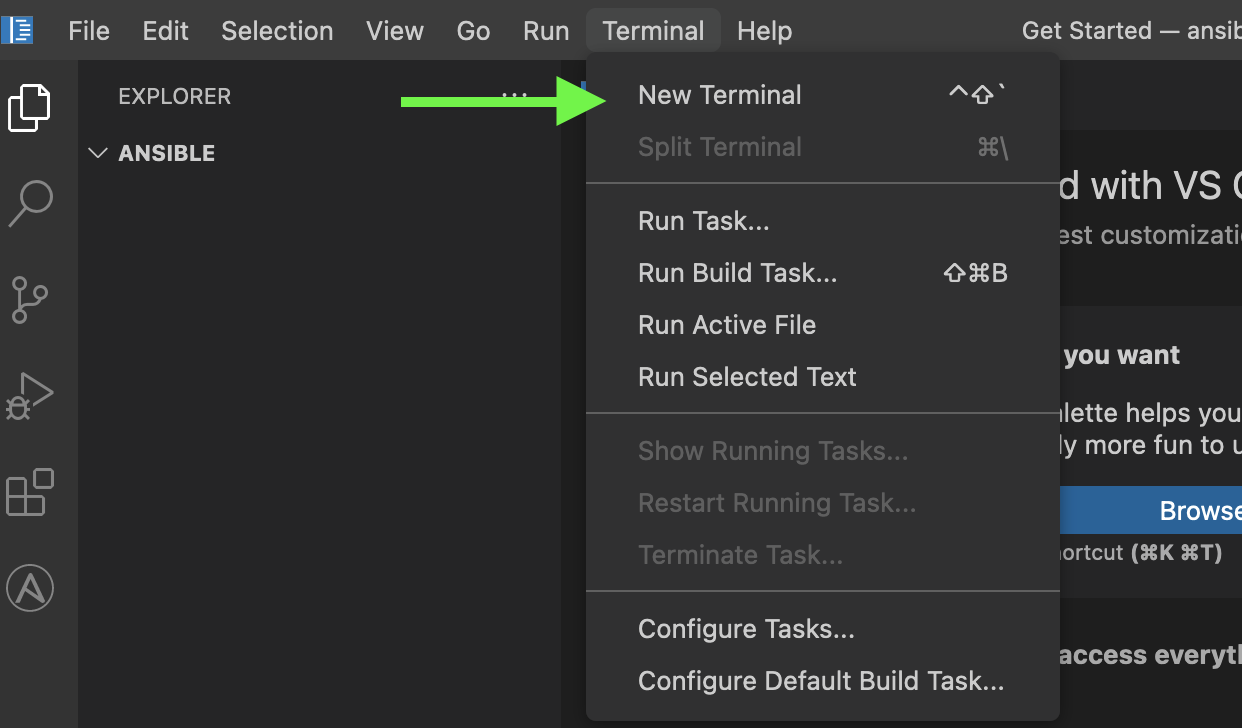 File Edit Selection View Go Run Terminal Help Get Started — ansib
EXPLORER ...
ANSIBLE
New Terminal ^⇧`
Split Terminal ⌘\
Run Task...
Run Build Task... ⇧⌘B
Run Active File
Run Selected Text
Show Running Tasks...
Restart Running Task...
Terminate Task...
Configure Tasks...
Configure Default Build Task...
d with VS
est customizati
you want
lette helps you
ly more fun to u
Browse
ortcut (⌘K ⌘T)
access everyth